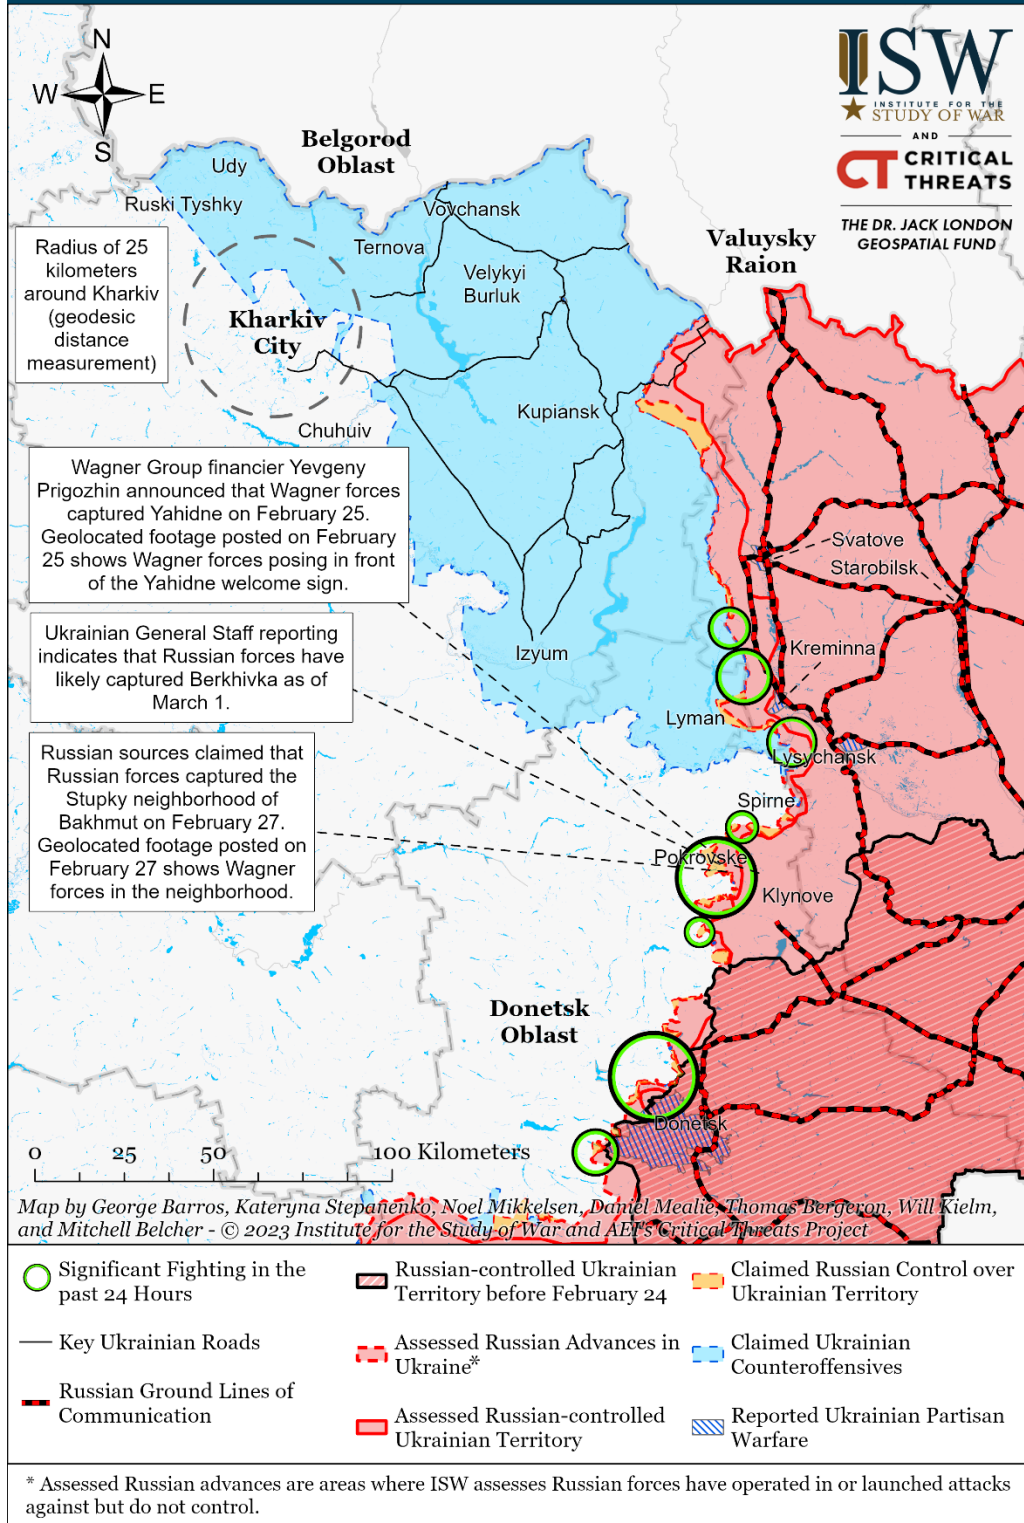 N
W E
S
ISW
INSTITUTE FOR THE
STUDY OF WAR
AND
CT CRITICAL
THREATS
THE DR. JACK LONDON
GEOSPATIAL FUND
Belgorod
Oblast
Udy
Ruski Tyshky
Vovchansk
Ternova
Valuysky
Raion
Radius of 25
kilometers
around Kharkiv
(geodesic
distance
measurement)
Velykyi
Burluk
Kharkiv
City
Kupiansk
Chuhuiv
Wagner Group financier Yevgeny
Prigozhin announced that Wagner forces
captured Yahidne on February 25.
Geolocated footage posted on February
25 shows Wagner forces posing in front
of the Yahidne welcome sign.
Svatove
Starobilsk
Ukrainian General Staff reporting
indicates that Russian forces have
likely captured Berkhivka as of
March 1.
Izyum
Kreminna
Lyman
Lysychansk
Russian sources claimed that
Russian forces captured the
Stupky neighborhood of
Bakhmut on February 27.
Geolocated footage posted on
February 27 shows Wagner
forces in the neighborhood.
Spirne
Pokrovske
Klynove
Donetsk
Oblast
Donetsk
0 25 50 100 Kilometers
Map by George Barros, Kateryna Stepanenko, Noel Mikkelsen, Daniel Mealie, Thomas Bergeron, Will Kielm,
and Mitchell Belcher - © 2023 Institute for the Study of War and AEI's Critical Threats Project
Significant Fighting in the
past 24 Hours
Key Ukrainian Roads
Russian Ground Lines of
Communication
Russian-controlled Ukrainian
Territory before February 24
Assessed Russian Advances in
Ukraine*
Assessed Russian-controlled
Ukrainian Territory
Claimed Russian Control over
Ukrainian Territory
Claimed Ukrainian
Counteroffensives
Reported Ukrainian Partisan
Warfare
* Assessed Russian advances are areas where ISW assesses Russian forces have operated in or launched attacks
against but do not control.